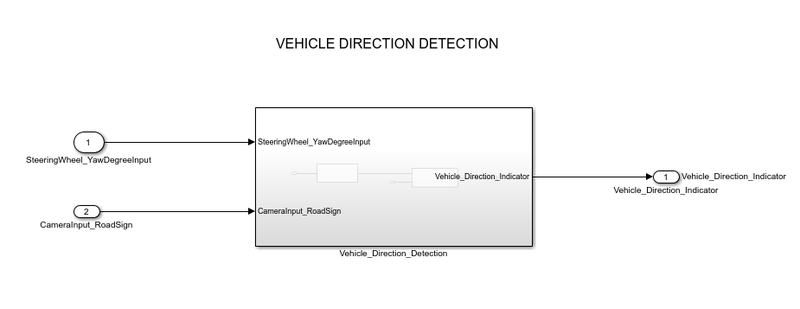 VEHICLE DIRECTION DETECTION
1
SteeringWheel_YawDegreeInput
SteeringWheel_YawDegreeInput
Vehicle_Direction_Indicator
1
Vehicle_Direction_Indicator
Vehicle_Direction_Indicator
2
CameraInput_RoadSign
CameraInput_RoadSign
Vehicle_Direction_Detection